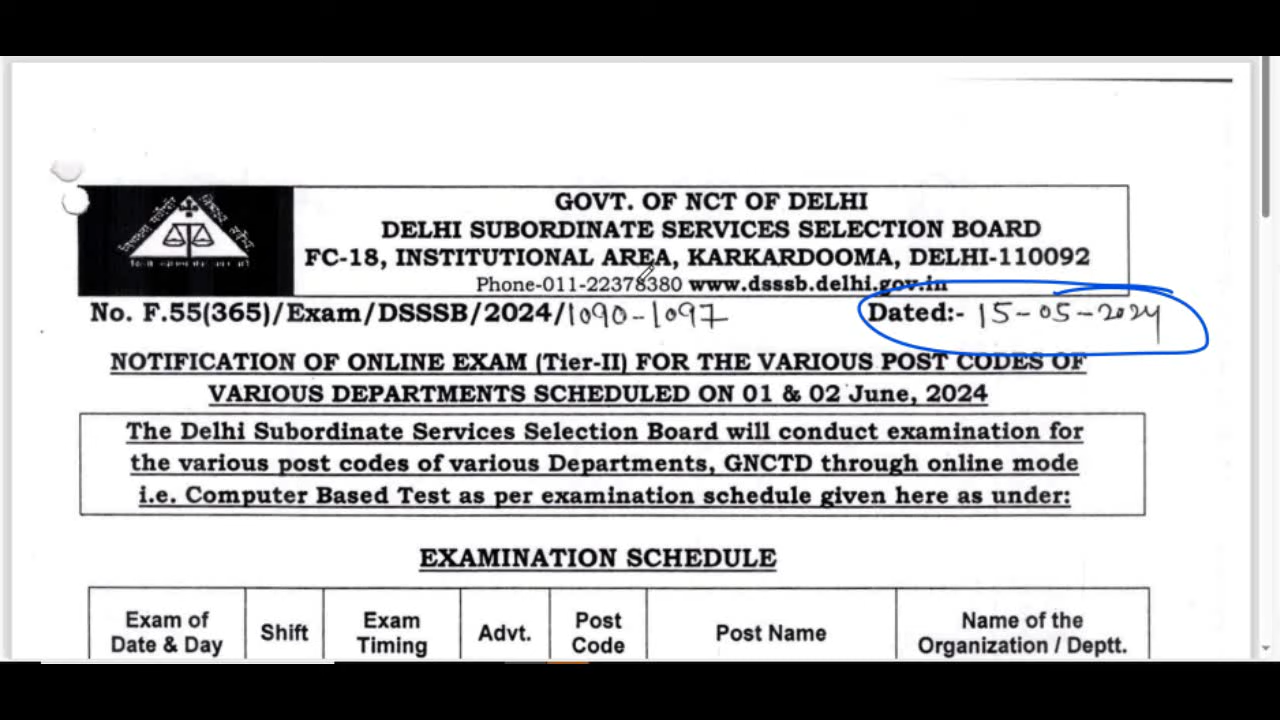 GOVT. OF NCT OF DELHI
DELHI SUBORDINATE SERVICES SELECTION BOARD
FC-18, INSTITUTIONAL AREA, KARKARDOOMA, DELHI-110092
Phone-011-22378380 www.dsssb.delhi.gov.in
No. F.55(365)/Exam/DSSSB/2024/1090-1097 Dated:- 15-05-2024
NOTIFICATION OF ONLINE EXAM (Tier-II) FOR THE VARIOUS POST CODES OF
VARIOUS DEPARTMENTS SCHEDULED ON 01 & 02 June, 2024
The Delhi Subordinate Services Selection Board will conduct examination for
the various post codes of various Departments, GNCTD through online mode
i.e. Computer Based Test as per examination schedule given here as under:
EXAMINATION SCHEDULE
Exam of Date & Day Shift Exam Timing Advt. Post Code Post Name Name of the Organization / Deptt.